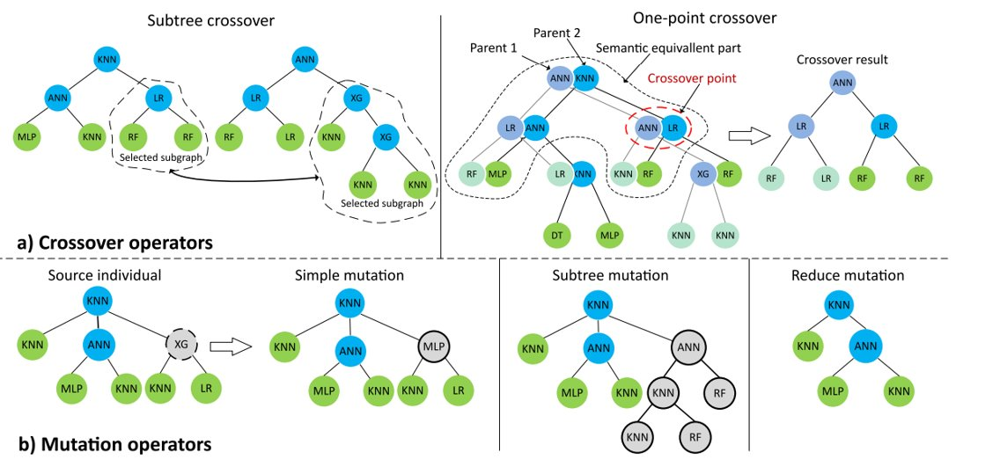 Subtree crossover
KNN
ANN
LR
MLP
KNN
RF
RF
Selected subgraph
ANN
LR
XG
RF
LR
KNN
XG
KNN
KNN
Selected subgraph
a) Crossover operators
One-point crossover
Parent 1
Parent 2
Semantic equivallent part
Crossover point
ANN KNN
LR ANN
ANN LR
RF MLP
LR KNN
KNN RF
XG RF
DT
MLP
KNN
KNN
Crossover result
ANN
LR
LR
RF
LR
RF
RF
Source individual
KNN
KNN
ANN
XG
MLP
KNN
KNN
LR
Simple mutation
KNN
KNN
ANN
MLP
MLP
KNN
KNN
LR
Subtree mutation
KNN
KNN
ANN
ANN
MLP
KNN
KNN
RF
KNN
RF
Reduce mutation
KNN
KNN
ANN
MLP
KNN
b) Mutation operators